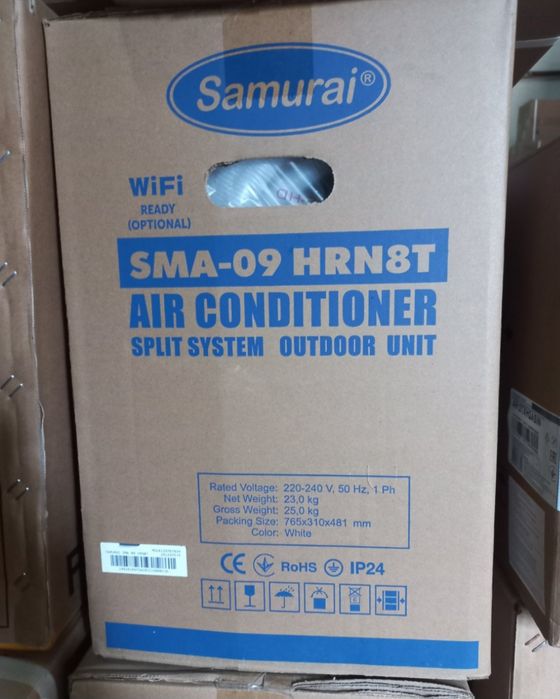 Samurai®
WiFi
READY
(OPTIONAL)
SMA-09 HRN8T
AIR CONDITIONER
SPLIT SYSTEM OUTDOOR UNIT
Rated Voltage: 220-240 V, 50 Hz, 1 Ph
Net Weight: 23,0 kg
Gross Weight: 25,0 kg
Packing Size: 765x310x481 mm
Color: White
CE RoHS IP24